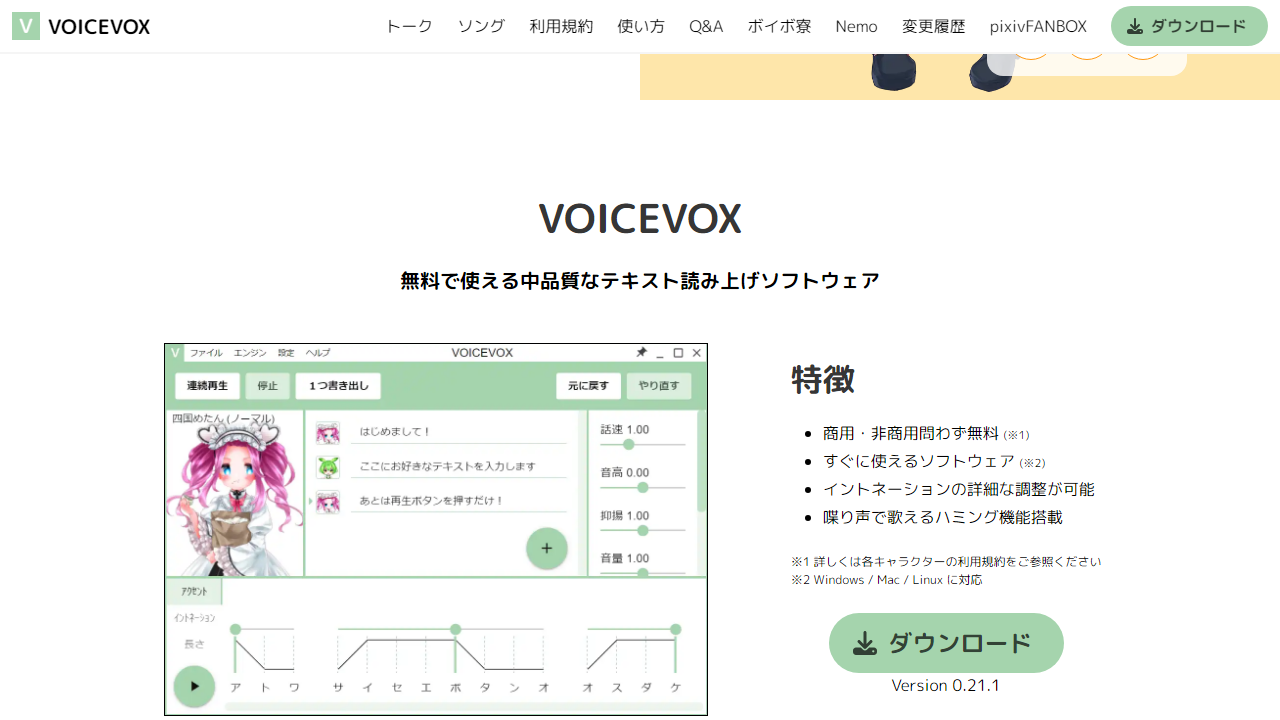 V VOICEVOX トーク ソング 利用規約 使い方 Q&A ボイボ寮 Nemo 変更履歴 pixivFANBOX ダウンロード
VOICEVOX
無料で使える中品質なテキスト読み上げソフトウェア
V ファイル エンジン 設定 ヘルプ VOICEVOX
連続再生 停止 1つ書き出し 元に戻す やり直す
四国めたん (ノーマル)
はじめまして！
ここにお好きなテキストを入力します
あとは再生ボタンを押すだけ！
話速 1.00
音高 0.00
抑揚 1.00
音量 1.00
アクセント
イントネーション
長さ
ア ト ワ サ イ セ エ ボ タ ン オ オ ス ダ ケ
特徴
商用・非商用問わず無料 (※1)
すぐに使えるソフトウェア (※2)
イントネーションの詳細な調整が可能
喋り声で歌えるハミング機能搭載
※1 詳しくは各キャラクターの利用規約をご参照ください
※2 Windows / Mac / Linux に対応
ダウンロード
Version 0.21.1